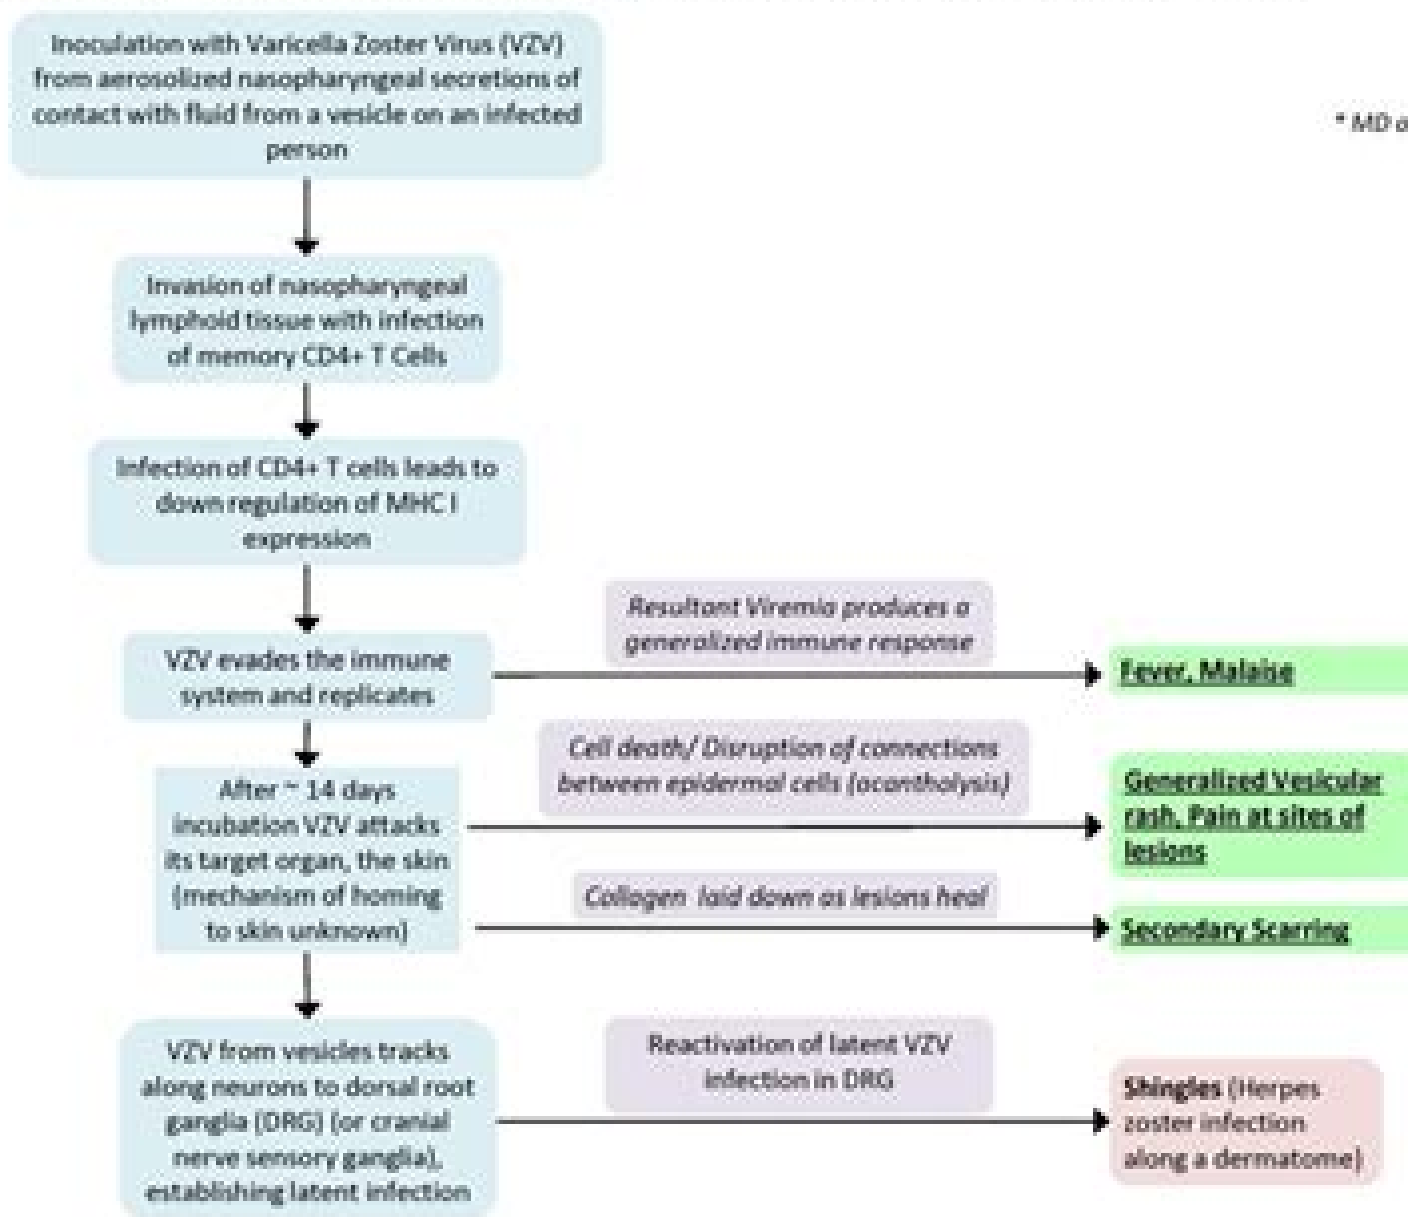 Inoculation with Varicella Zoster Virus (VZV)
from aerosolized nasopharyngeal secretions of
contact with fluid from a vesicle on an infected
person
* MD
Invasion of nasopharyngeal
lymphoid tissue with infection
of memory CD4+ T Cells
Infection of CD4+ T cells leads to
down regulation of MHC I
expression
Resultant Viremia produces a
generalized immune response
VZV evades the immune
system and replicates
Fever, Malaise
Cell death/ Disruption of connections
between epidermal cells (acantholysis)
After ~ 14 days
incubation VZV attacks
its target organ, the skin
(mechanism of homing
to skin unknown)
Generalized Vesicular
rash, Pain at sites of
lesions
Collagen laid down as lesions heal
Secondary Scarring
VZV from vesicles tracks
along neurons to dorsal root
ganglia (DRG) (or cranial
nerve sensory ganglia),
establishing latent infection
Reactivation of latent VZV
infection in DRG
Shingles (Herpes
zoster infection
along a dermatome)